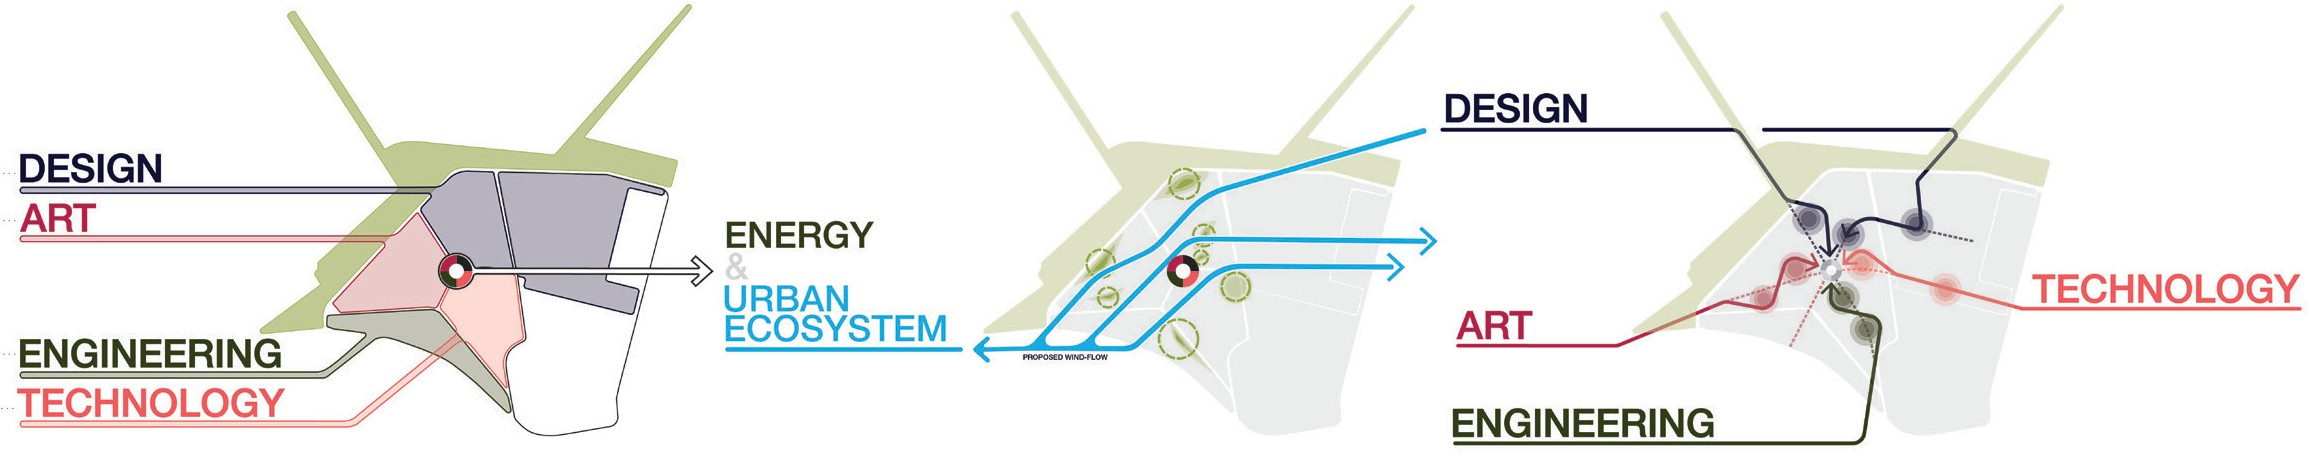 DESIGN
ART
ENGINEERING
TECHNOLOGY
ENERGY
&
URBAN
ECOSYSTEM
PROPOSED WIND-FLOW
DESIGN
ART
TECHNOLOGY
ENGINEERING